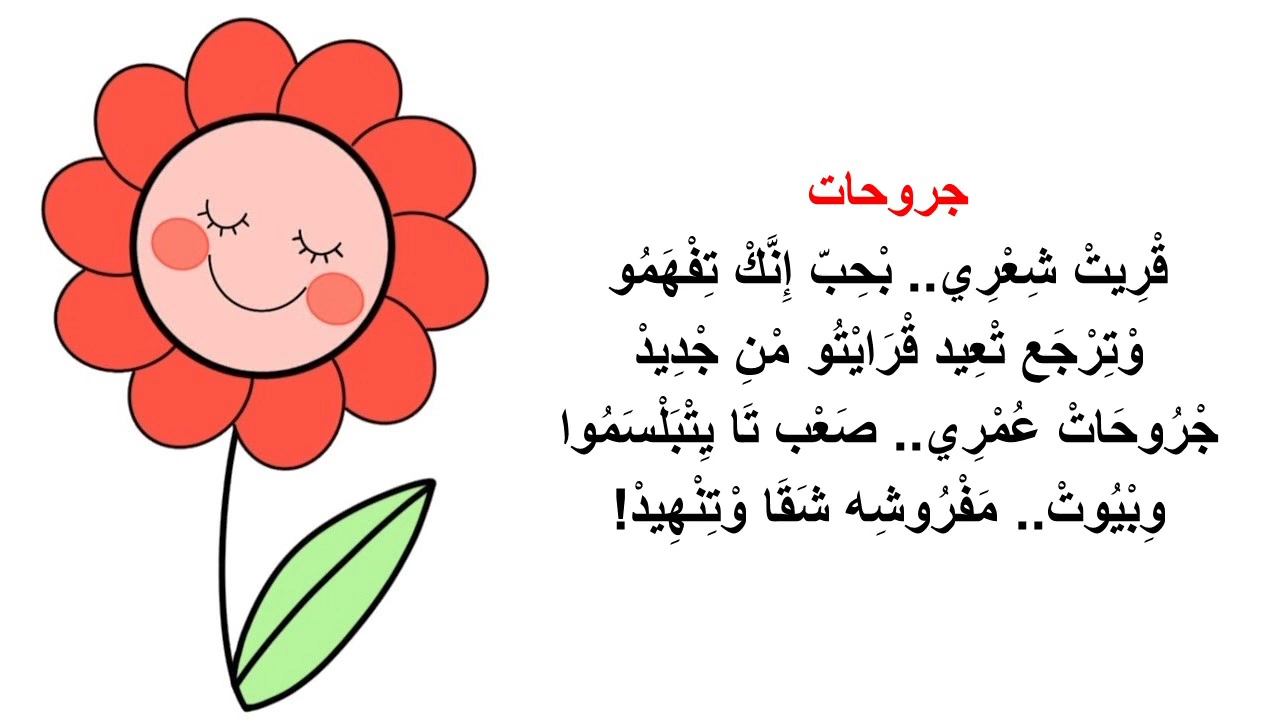 جروحات
قْرِيتْ شِعْرِي.. بْحِبّ إِنَّكْ تِفْهَمُو
وْتِرْجَع تْعِيد قْرَايْتُو مْنِ جْدِيدْ
جْرُوحَاتْ عُمْرِي.. صَعْب تَا يِتْبَلْسَمُوا
وِبْيُوتْ.. مَفْرُوشِه شَقَا وْتِنْهِيدْ!